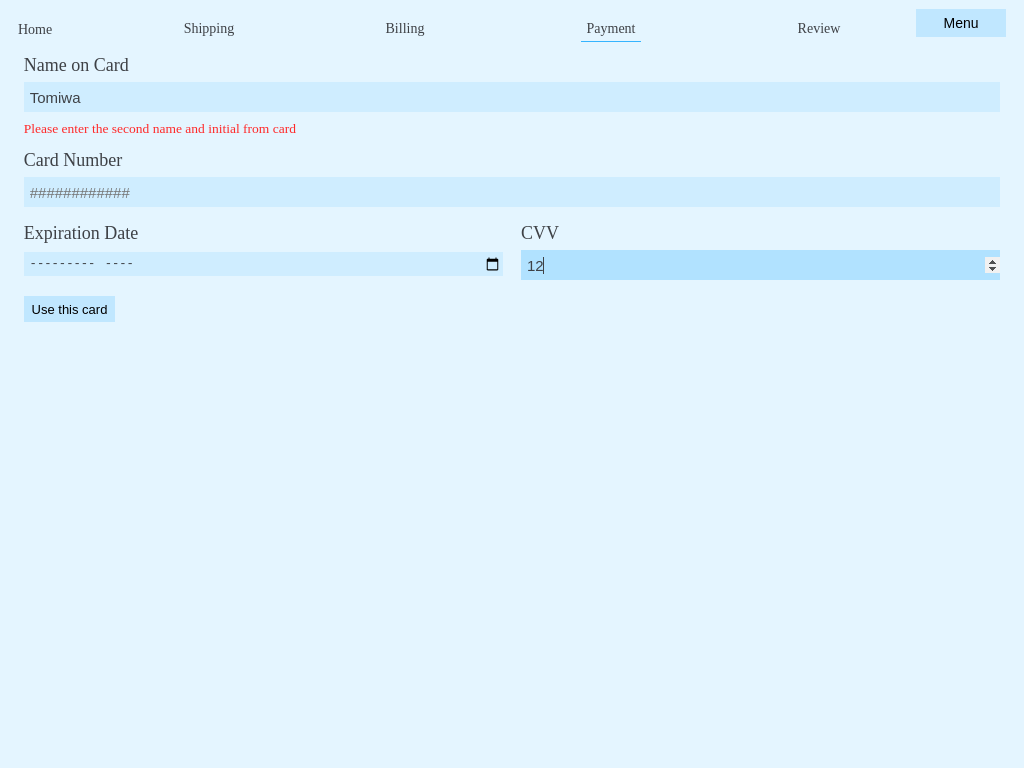 Home Shipping Billing Payment Review Menu
Name on Card
Tomiwa
Please enter the second name and initial from card
Card Number
############
Expiration Date CVV
--------- ---- 12
Use this card